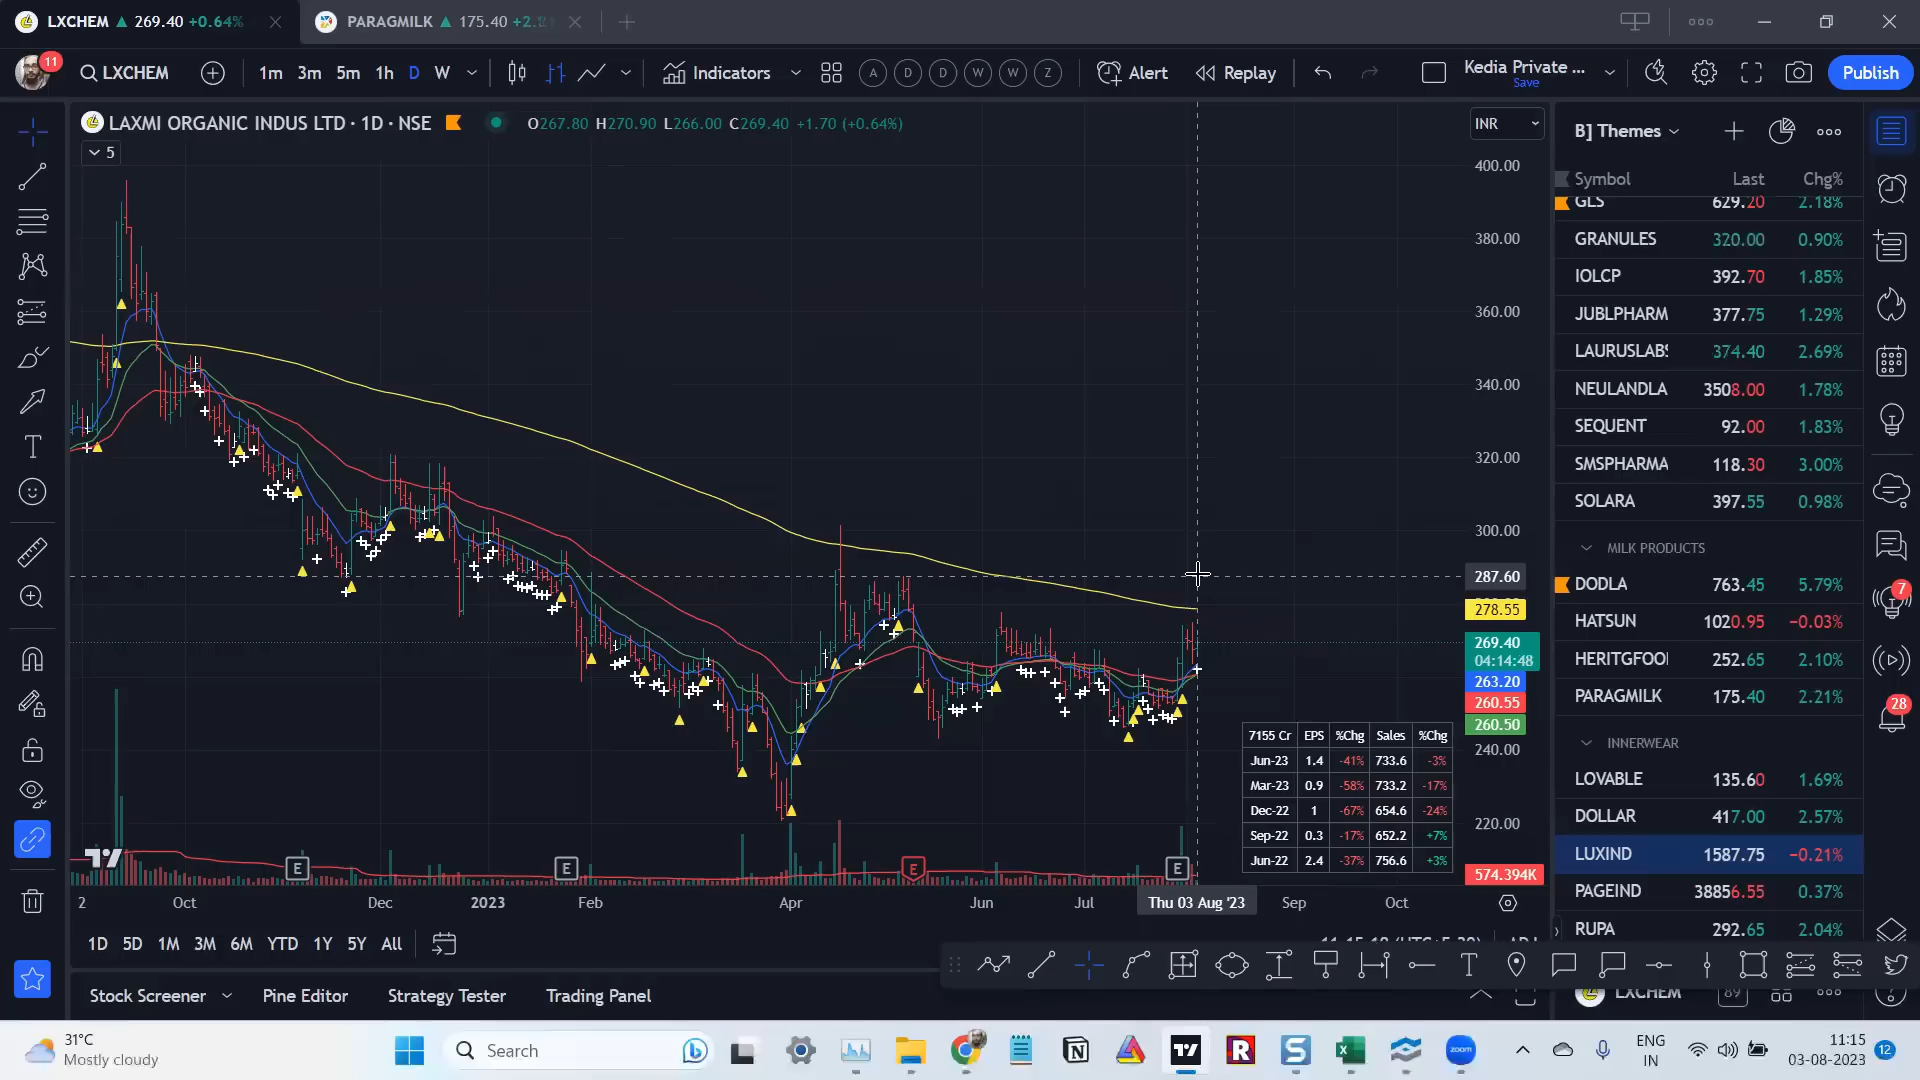 LXCHEM ▲ 269.40 +0.64%
PARAGMILK ▲ 175.40
11
LXCHEM
1m 3m 5m 1h D W
Indicators
A D D W W Z
Alert
Replay
Kedia Private ...
Save
Publish
LAXMI ORGANIC INDUS LTD · 1D · NSE
O267.80 H270.90 L266.00 C269.40 +1.70 (+0.64%)
5
INR
400.00
380.00
360.00
340.00
320.00
300.00
287.60
278.55
269.40
04:14:48
263.20
260.55
260.50
240.00
220.00
574.394K
7155 Cr EPS %Chg Sales %Chg
Jun-23 1.4 -41% 733.6 -3%
Mar-23 0.9 -58% 733.2 -17%
Dec-22 1 -67% 654.6 -24%
Sep-22 0.3 -17% 652.2 +7%
Jun-22 2.4 -37% 756.6 +3%
E E E E
2 Oct Dec 2023 Feb Apr Jun Jul Thu 03 Aug '23 Sep Oct
1D 5D 1M 3M 6M YTD 1Y 5Y All
Stock Screener
Pine Editor
Strategy Tester
Trading Panel
B] Themes
Symbol Last Chg%
GLS 629.20 2.18%
GRANULES 320.00 0.90%
IOLCP 392.70 1.85%
JUBLPHARM 377.75 1.29%
LAURUSLABS 374.40 2.69%
NEULANDLA 3508.00 1.78%
SEQUENT 92.00 1.83%
SMSPHARMA 118.30 3.00%
SOLARA 397.55 0.98%
MILK PRODUCTS
DODLA 763.45 5.79%
HATSUN 1020.95 −0.03%
HERITGFOO 252.65 2.10%
PARAGMILK 175.40 2.21%
INNERWEAR
LOVABLE 135.60 1.69%
DOLLAR 417.00 2.57%
LUXIND 1587.75 −0.21%
PAGEIND 38856.55 0.37%
RUPA 292.65 2.04%
LXCHEM
89
7
28
31°C
Mostly cloudy
Search
zoom
ENG
IN
11:15
03-08-2023
12